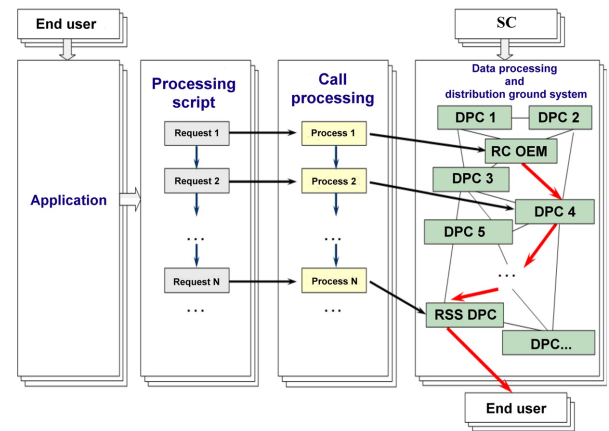 End user
SC
Application
Processing
script
Request 1
Request 2
...
Request N
...
Call
processing
Process 1
Process 2
...
Process N
...
Data processing
and
distribution ground system
DPC 1
DPC 2
RC OEM
DPC 3
DPC 4
DPC 5
...
RSS DPC
DPC...
End user